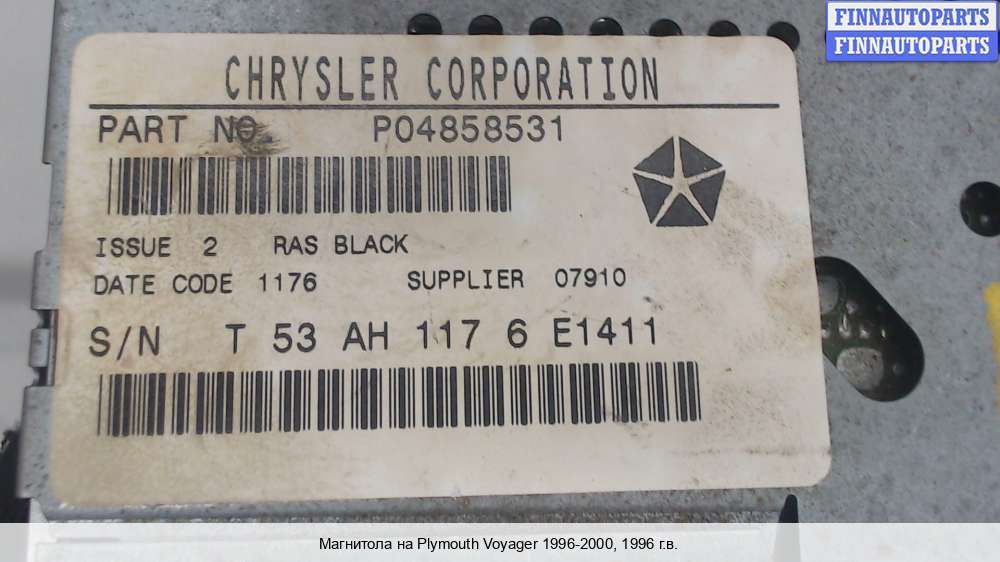 FINNAUTOPARTS
FINNAUTOPARTS
CHRYSLER CORPORATION
PART NO. P04858531
ISSUE 2 RAS BLACK
DATE CODE 1176 SUPPLIER 07910
S/N T 53 AH 117 6 E1411
Магнитола на Plymouth Voyager 1996-2000, 1996 г.в.